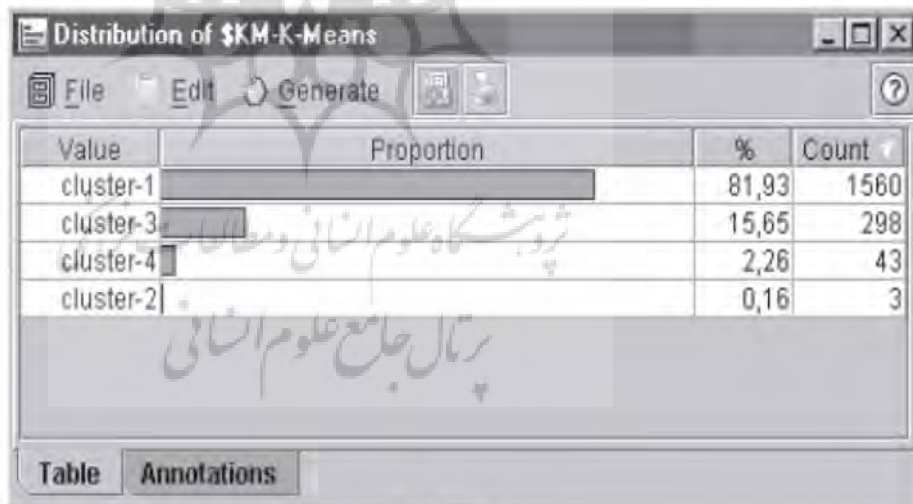 Distribution of $KM-K-Means
File Edit Generate
Value Proportion % Count
cluster-1 81,93 1560
cluster-3 15,65 298
cluster-4 2,26 43
cluster-2 0,16 3
پژوهشگاه علوم انسانی و مطالعات فرهنگی
پرتال جامع علوم انسانی
Table Annotations